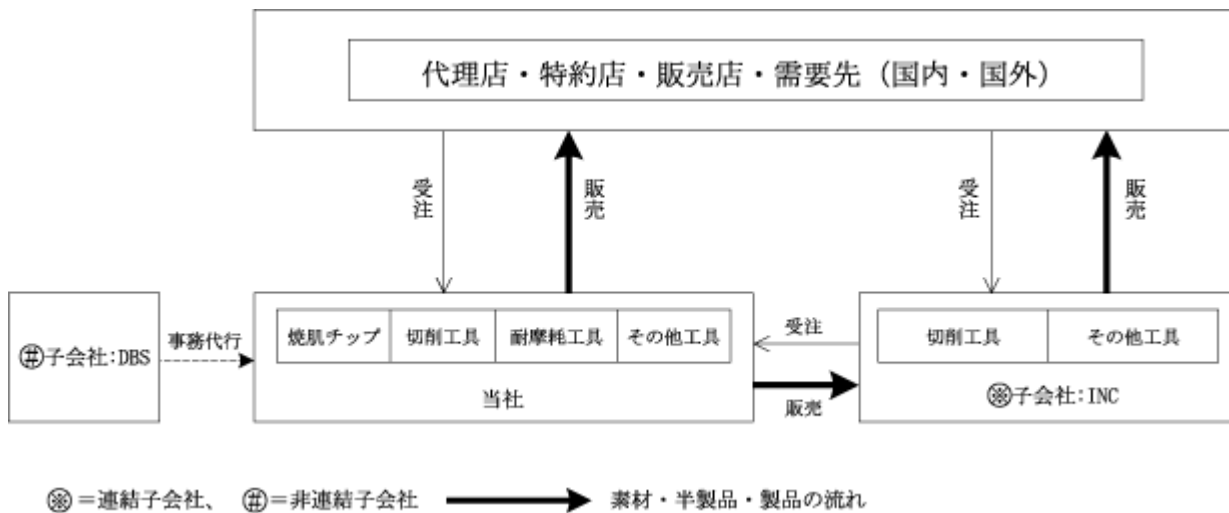 代理店・特約店・販売店・需要先（国内・国外）
受注
販売
受注
販売
㊉子会社:DBS
事務代行
焼肌チップ
切削工具
耐摩耗工具
その他工具
当社
受注
販売
切削工具
その他工具
※子会社:INC
※＝連結子会社、 #＝非連結子会社
素材・半製品・製品の流れ